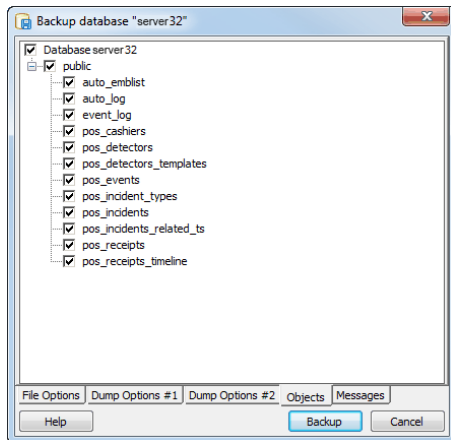 Backup database "server32"
Database server32
public
auto_emblist
auto_log
event_log
pos_cashiers
pos_detectors
pos_detectors_templates
pos_events
pos_incident_types
pos_incidents
pos_incidents_related_ts
pos_receipts
pos_receipts_timeline
File Options Dump Options #1 Dump Options #2 Objects Messages
Help Backup Cancel